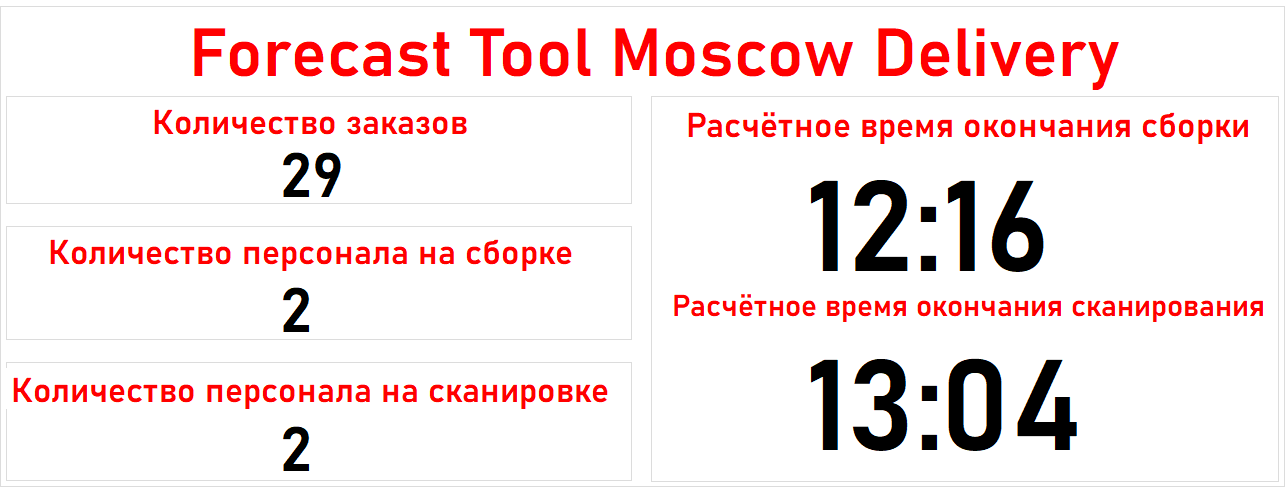 Forecast Tool Moscow Delivery
Количество заказов
29
Количество персонала на сборке
2
Количество персонала на сканировке
2
Расчётное время окончания сборки
12:16
Расчётное время окончания сканирования
13:04